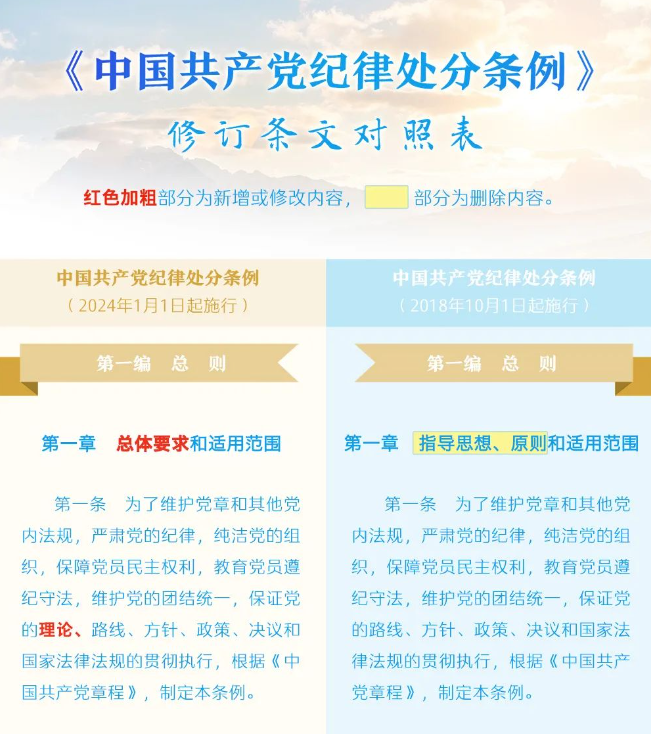 《中国共产党纪律处分条例》
修订条文对照表
红色加粗部分为新增或修改内容， 部分为删除内容。
中国共产党纪律处分条例
（2024年1月1日起施行）
第一编 总 则
第一章 总体要求和适用范围
第一条 为了维护党章和其他党
内法规，严肃党的纪律，纯洁党的组
织，保障党员民主权利，教育党员遵
纪守法，维护党的团结统一，保证党
的理论、路线、方针、政策、决议和
国家法律法规的贯彻执行，根据《中
国共产党章程》，制定本条例。
中国共产党纪律处分条例
（2018年10月1日起施行）
第一编 总 则
第一章 指导思想、原则和适用范围
第一条 为了维护党章和其他党
内法规，严肃党的纪律，纯洁党的组
织，保障党员民主权利，教育党员遵
纪守法，维护党的团结统一，保证党
的路线、方针、政策、决议和国家法
律法规的贯彻执行，根据《中国共产
党章程》，制定本条例。